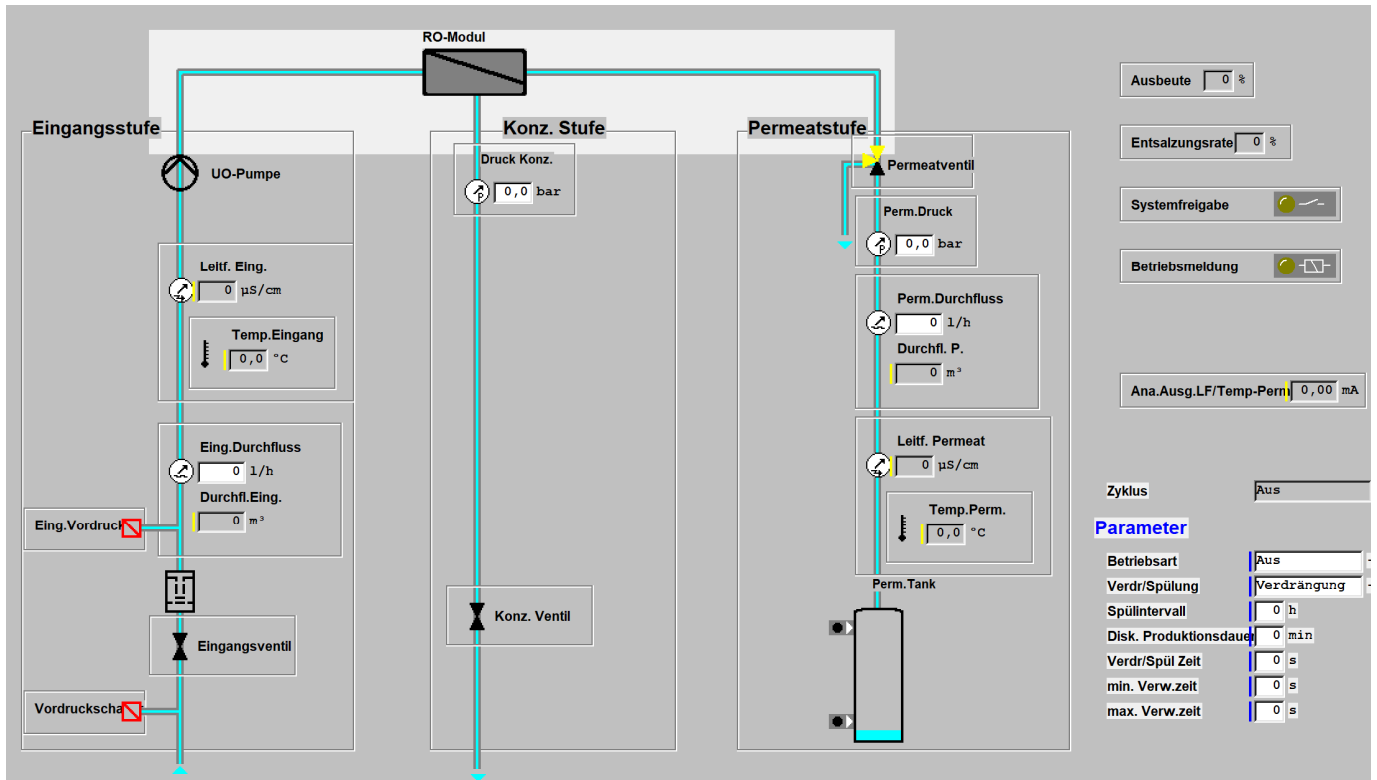 RO-Modul
Eingangsstufe
UO-Pumpe
Leitf. Eing.
0 µS/cm
Temp.Eingang
0,0 °C
Eing.Durchfluss
0 l/h
Durchfl.Eing.
0 m³
Eing.Vordruck
Eingangsventil
Vordruckscha
Konz. Stufe
Druck Konz.
P 0,0 bar
Konz. Ventil
Permeatstufe
Permeatventil
Perm.Druck
P 0,0 bar
Perm.Durchfluss
0 l/h
Durchfl. P.
0 m³
Leitf. Permeat
0 µS/cm
Temp.Perm.
0,0 °C
Perm.Tank
Ausbeute 0 %
Entsalzungsrate 0 %
Systemfreigabe
Betriebsmeldung
Ana.Ausg.LF/Temp-Perm 0,00 mA
Zyklus Aus
Parameter
Betriebsart Aus
Verdr/Spülung Verdrängung
Spülintervall 0 h
Disk. Produktionsdauer 0 min
Verdr/Spül Zeit 0 s
min. Verw.zeit 0 s
max. Verw.zeit 0 s